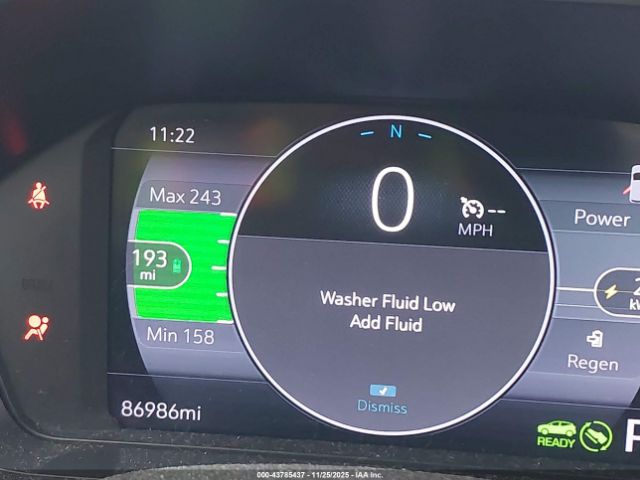 11:22
N
Max 243
0
--
MPH
Power
193
mi
Washer Fluid Low
Add Fluid
Min 158
Regen
86986mi
Dismiss
READY
000-43785437 - 11/25/2025 - IAAI Inc.